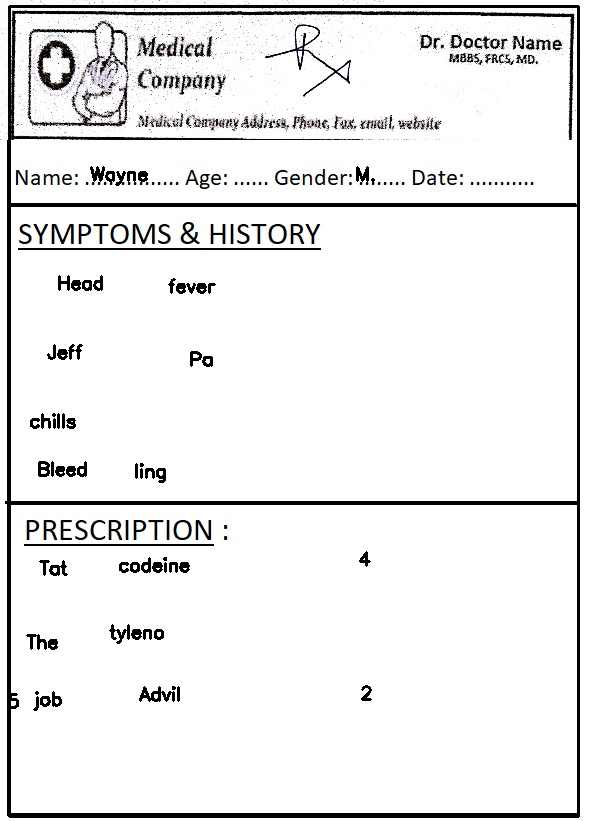 Medical Company
Dr. Doctor Name
MBBS, FRCS, MD.
Medical Company Address, Phone, Fax, email, website
Name: ..Wayne............ Age: ...... Gender:M....... Date: ...........
SYMPTOMS & HISTORY
Head fever
Jeff Pa
chills
Bleed ling
PRESCRIPTION :
Tat codeine 4
The tyleno
5 job Advil 2